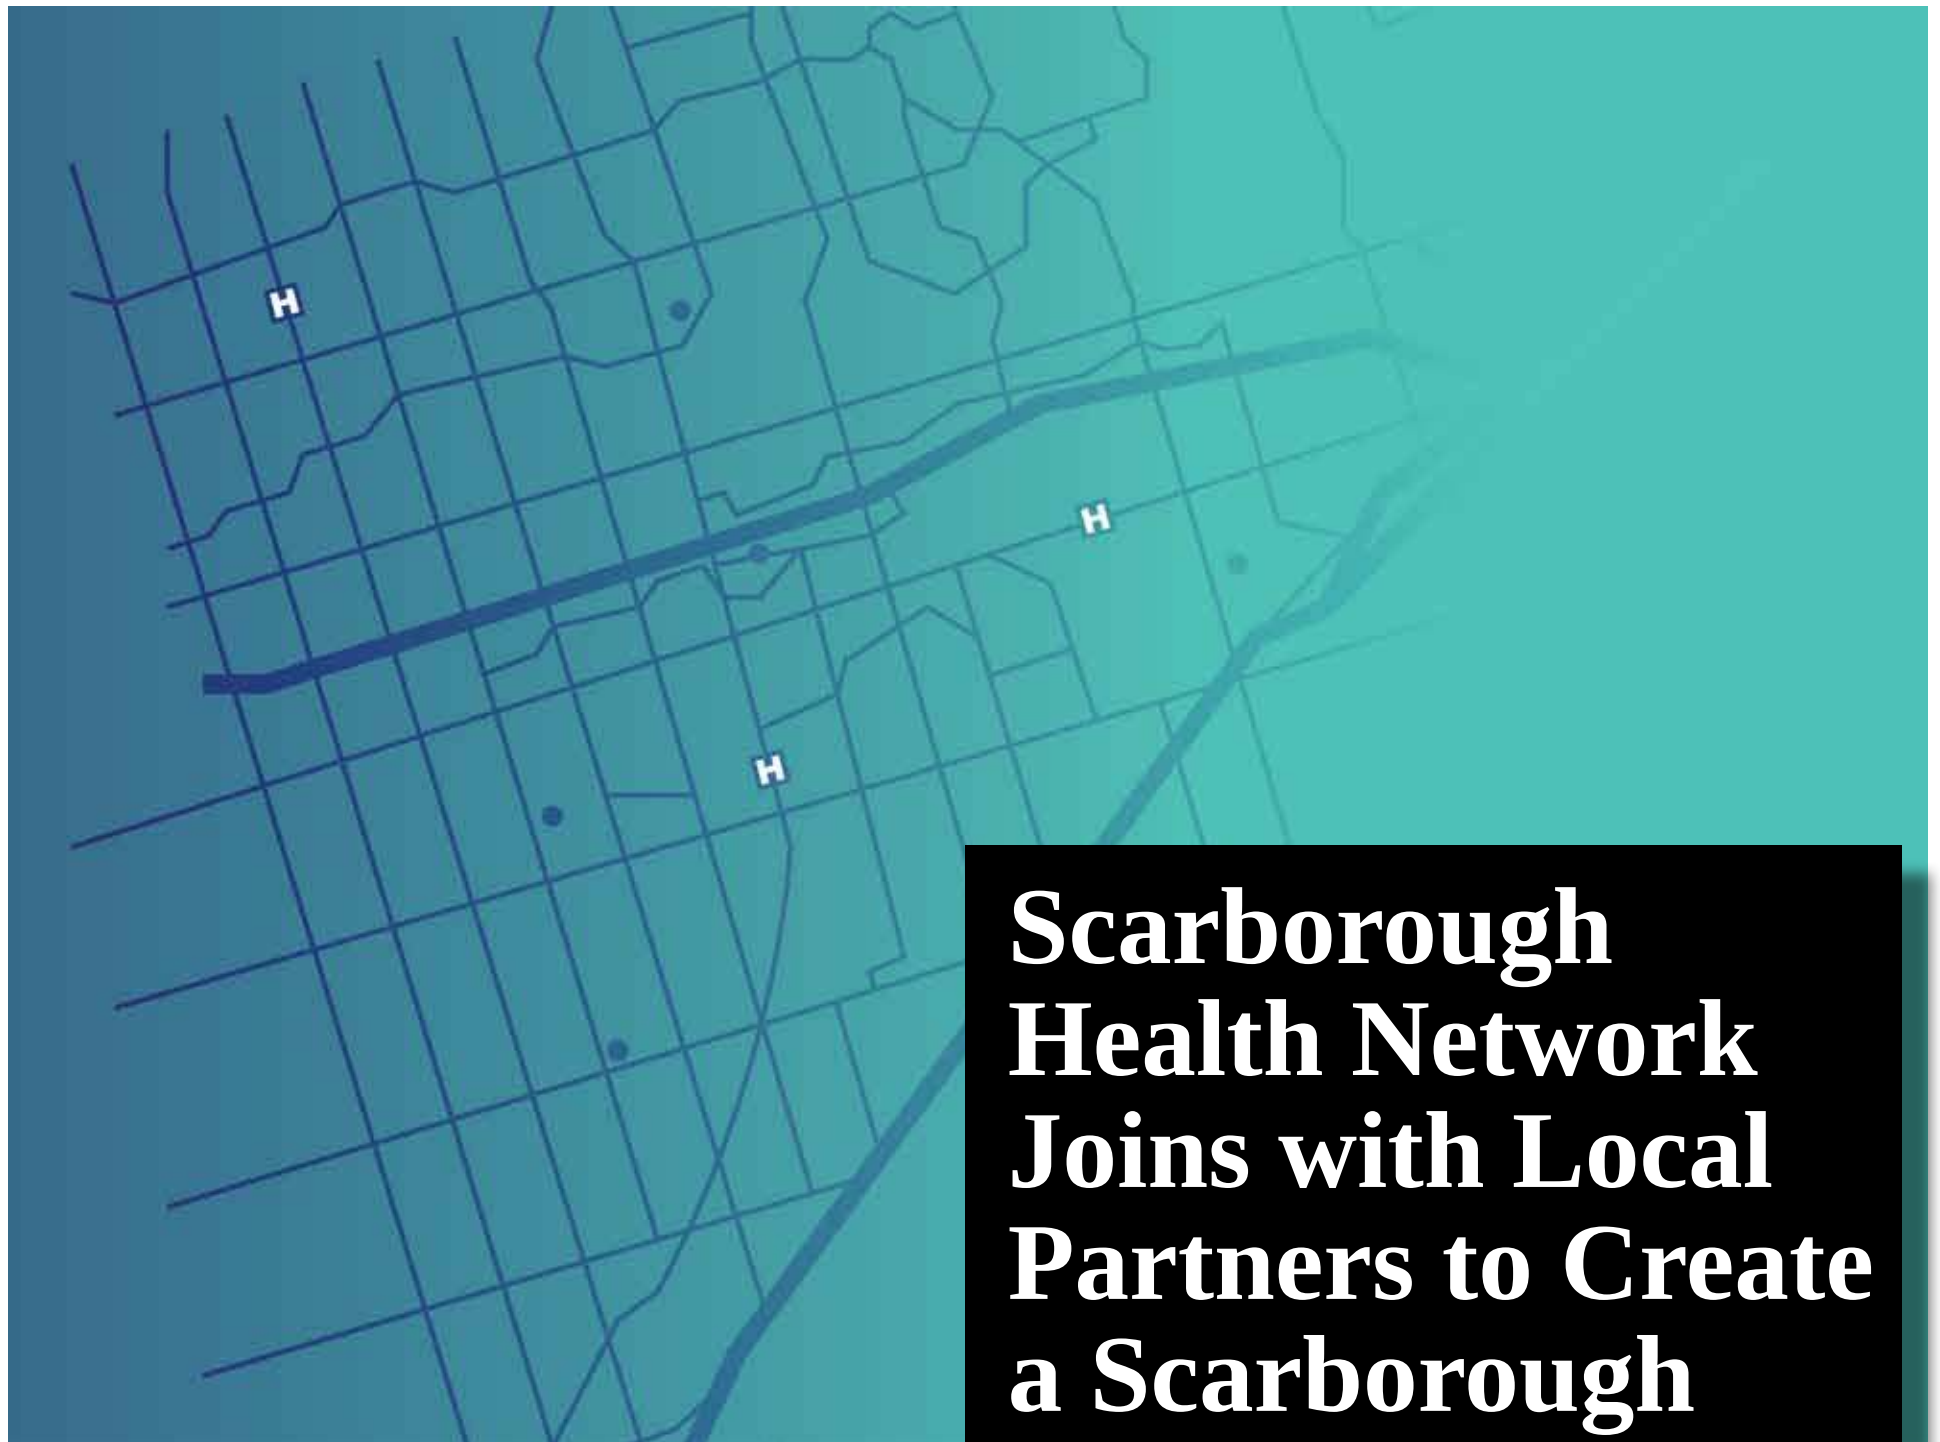 H
H
H
Scarborough
Health Network
Joins with Local
Partners to Create
a Scarborough